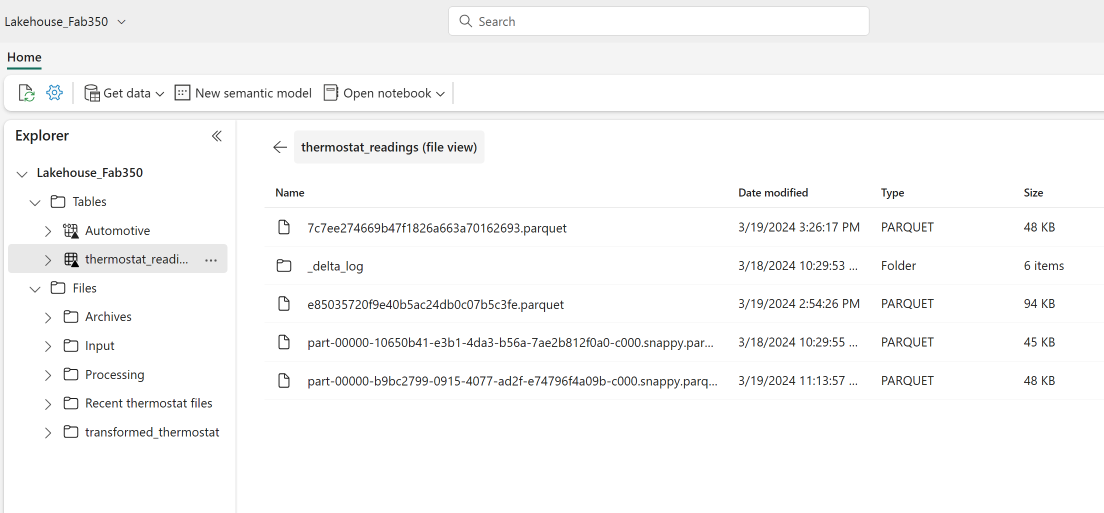 Lakehouse_Fab350
Search
Home
Get data
New semantic model
Open notebook
Explorer
Lakehouse_Fab350
Tables
Automotive
thermostat_readi...
Files
Archives
Input
Processing
Recent thermostat files
transformed_thermostat
thermostat_readings (file view)
Name Date modified Type Size
7c7ee274669b47f1826a663a70162693.parquet 3/19/2024 3:26:17 PM PARQUET 48 KB
_delta_log 3/18/2024 10:29:53 ... Folder 6 items
e85035720f9e40b5ac24db0c07b5c3fe.parquet 3/19/2024 2:54:26 PM PARQUET 94 KB
part-00000-10650b41-e3b1-4da3-b56a-7ae2b812f0a0-c000.snappy.par... 3/18/2024 10:29:55 ... PARQUET 45 KB
part-00000-b9bc2799-0915-4077-ad2f-e74796f4a09b-c000.snappy.parq... 3/19/2024 11:13:57 ... PARQUET 48 KB